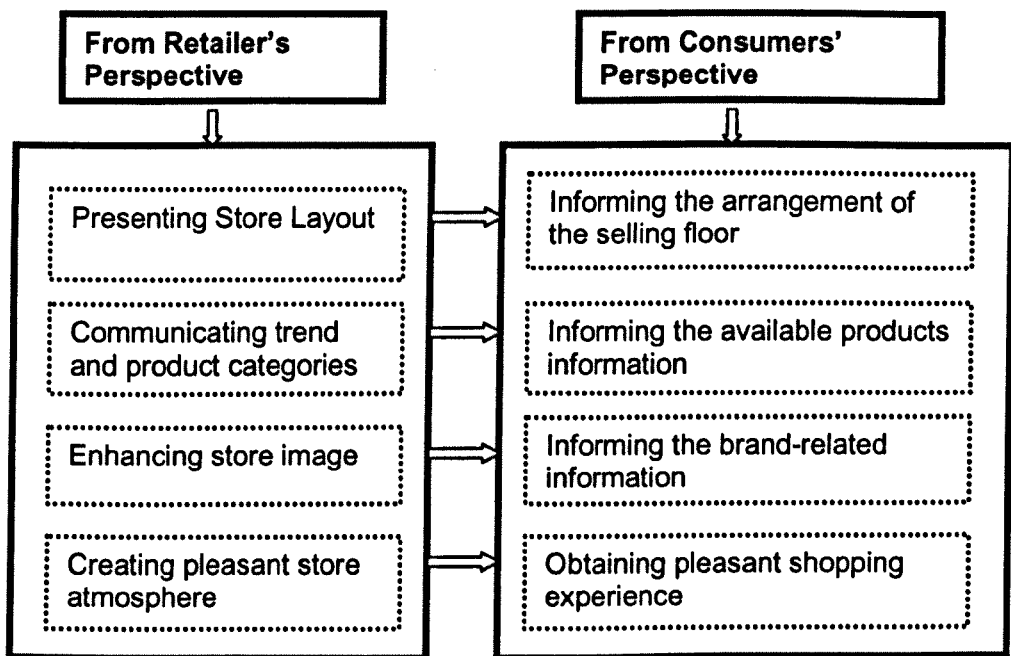 From Retailer's
Perspective
From Consumers'
Perspective
Presenting Store Layout
Communicating trend
and product categories
Enhancing store image
Creating pleasant store
atmosphere
Informing the arrangement of
the selling floor
Informing the available products
information
Informing the brand-related
information
Obtaining pleasant shopping
experience